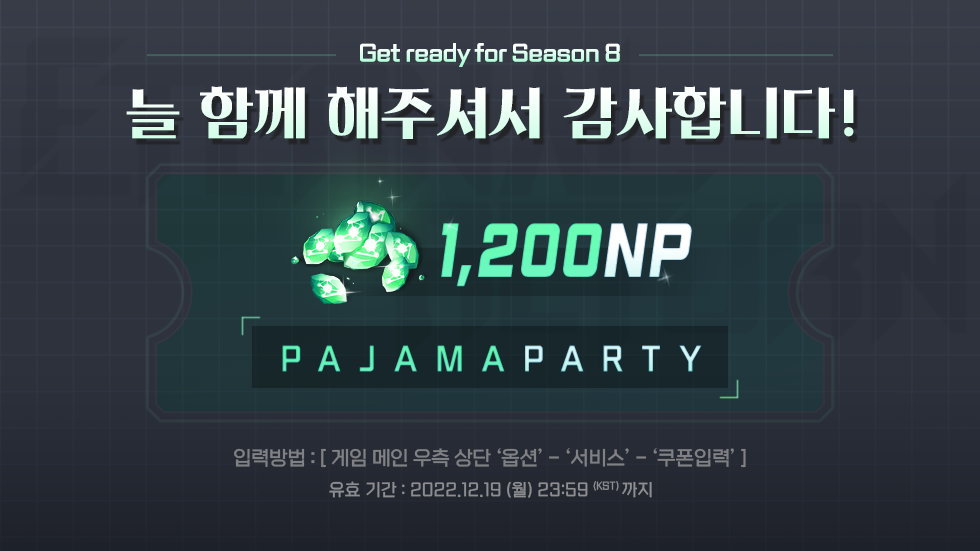 Get ready for Season 8
늘 함께 해주셔서 감사합니다!
1,200NP
PAJAMAPARTY
입력방법 : [ 게임 메인 우측 상단 ‘옵션’ - ‘서비스’ - ‘쿠폰입력’ ]
유효 기간 : 2022.12.19 (월) 23:59 (KST) 까지